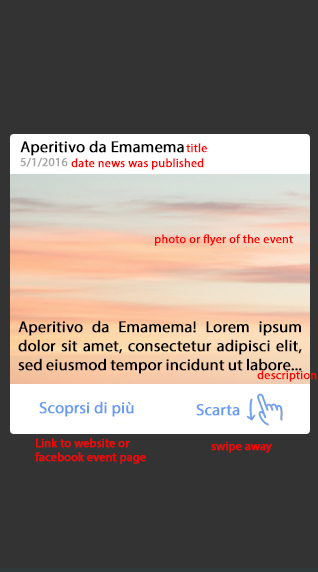 Aperitivo da Emamema title
5/1/2016 date news was published
photo or flyer of the event
Aperitivo da Emamema! Lorem ipsum
dolor sit amet, consectetur adipisci elit,
sed eiusmod tempor incidunt ut labore...
description
Scoprsi di più
Scarta
Link to website or
facebook event page
swipe away